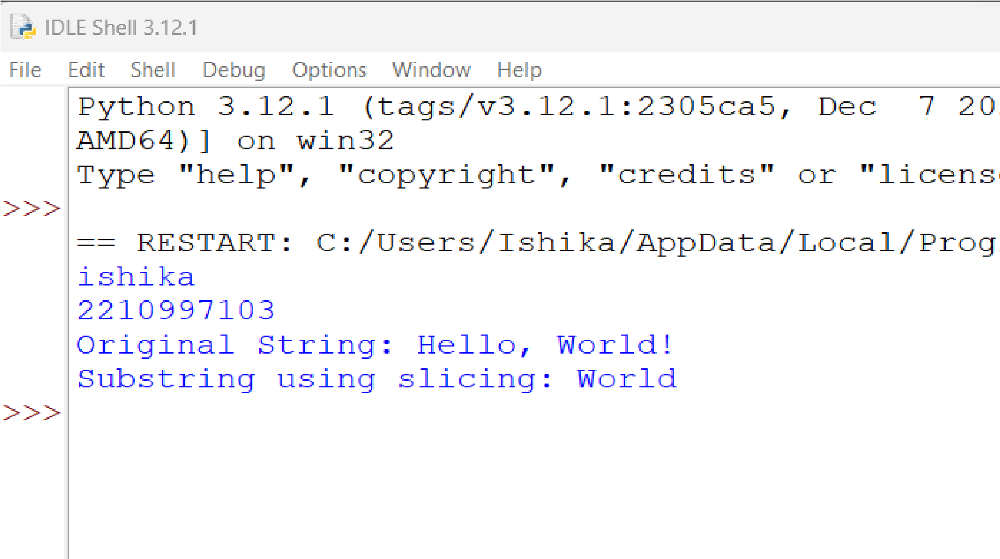 IDLE Shell 3.12.1
File Edit Shell Debug Options Window Help
Python 3.12.1 (tags/v3.12.1:2305ca5, Dec  7 20
AMD64)] on win32
Type "help", "copyright", "credits" or "licens
>>>
== RESTART: C:/Users/Ishika/AppData/Local/Prog
ishika
2210997103
Original String: Hello, World!
Substring using slicing: World
>>>